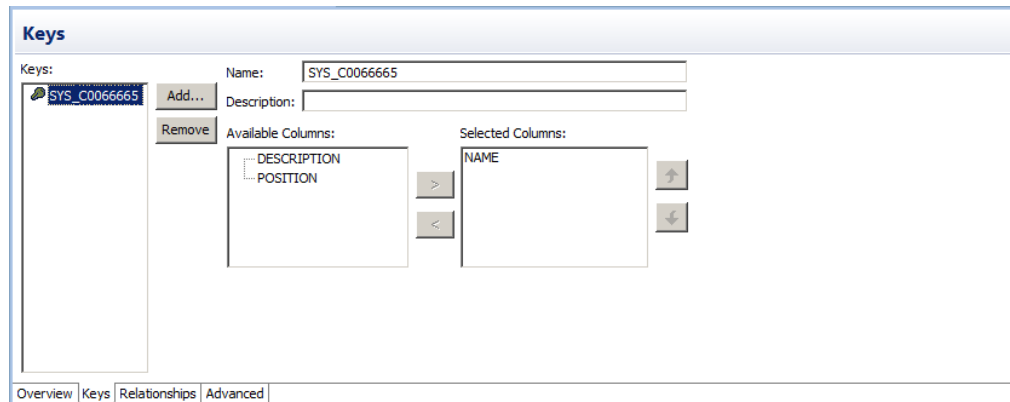 Keys
Keys:
SYS_C0066665
Add...
Remove
Name: SYS_C0066665
Description:
Available Columns:
DESCRIPTION
POSITION
>
<
Selected Columns:
NAME
Overview Keys Relationships Advanced